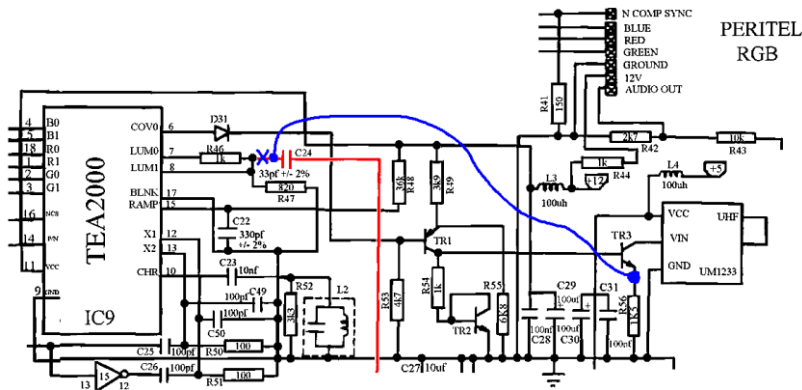 N COMP SYNC
BLUE
RED
GREEN
GROUND
12V
AUDIO OUT
PERITEL
RGB
R41
150
2k7
R42
10k
R43
1k
R44
L3
100uh
+12
L4
100uh
+5
4
B0
5
B1
18
R0
1
R1
2
G0
3
G1
16
NCS
14
P/N
11
VCC
9
GND
TEA2000
IC9
COV0
6
LUM0
7
LUM1
8
BLNK
17
RAMP
15
X1
12
X2
13
CHR
10
D31
R46
1k
C24
33pf +/- 2%
820
R47
C22
330pf
+/- 2%
C23
10nf
R52
3k3
L2
C49
100pf
C50
100pf
C25
100pf
R50
100
13
15
12
C26
100pf
R51
100
36k
R48
3k9
R49
TR1
R53
4k7
R54
1k
TR2
R55
6K8
C27
10uf
100nf
C28
C29
100uf
100nf
C30
C31
100uf
100nf
TR3
R56
1K5
VCC
UHF
VIN
GND
UM1233